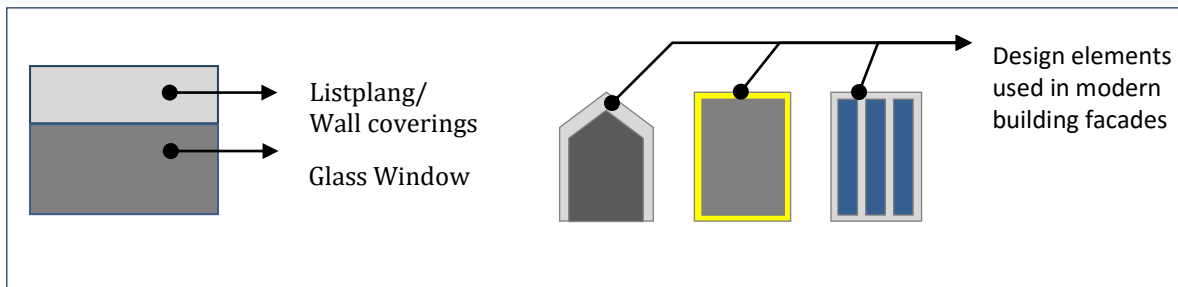 Listplang/
Wall coverings
Glass Window
Design elements
used in modern
building facades